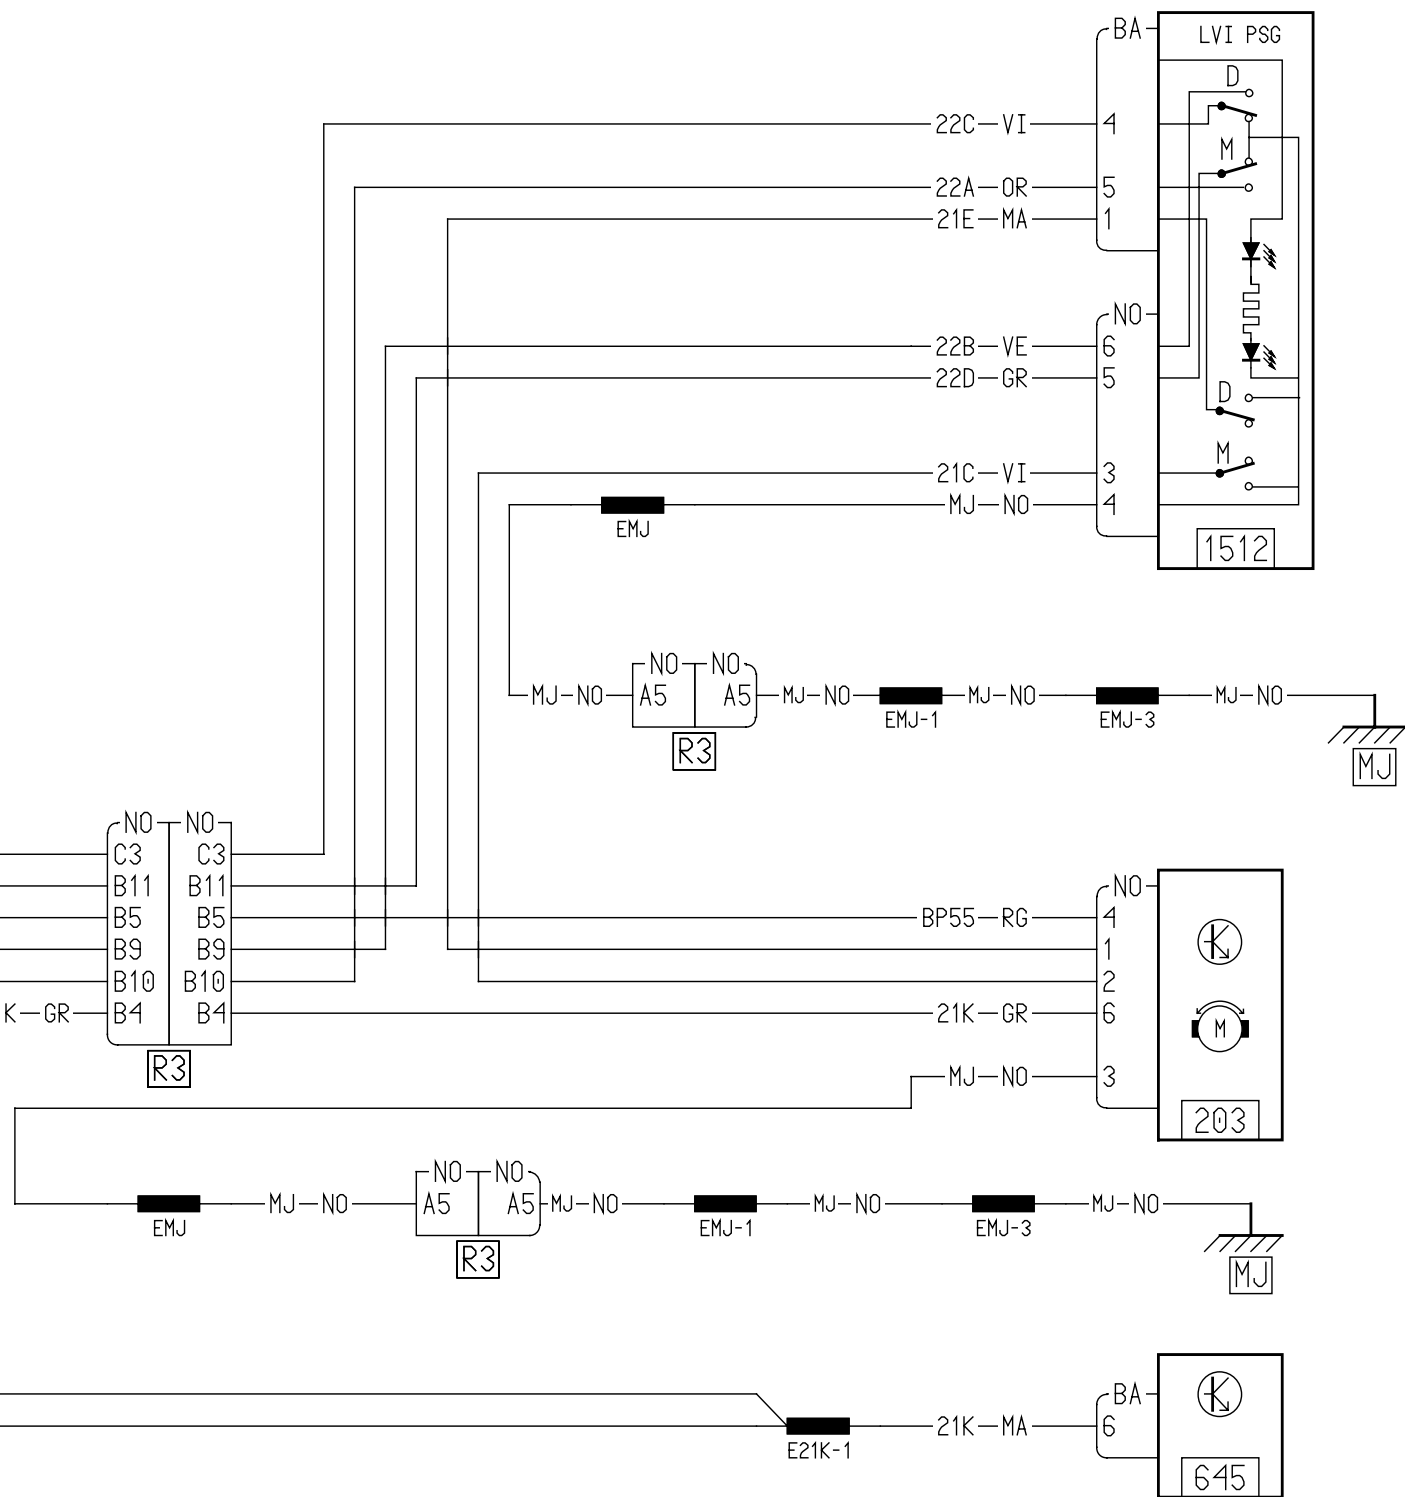 BA
LVI PSG
D
22C VI 4
M
22A OR 5
21E MA 1
NO
22B VE 6
22D GR 5
D
M
21C VI 3
MJ NO 4
EMJ
1512
NO NO
MJ-NO A5 A5 MJ-NO MJ-NO MJ-NO
EMJ-1 EMJ-3
R3
MJ
NO NO
C3 C3
B11 B11
NO
B5 B5 BP55 RG 4
B9 B9 1
B10 B10 2
K-GR B4 B4 21K GR 6
M
R3
MJ NO 3
203
NO NO
MJ-NO A5 A5 MJ-NO MJ-NO MJ-NO
EMJ EMJ-1 EMJ-3
R3
MJ
BA
21K MA 6
E21K-1
645